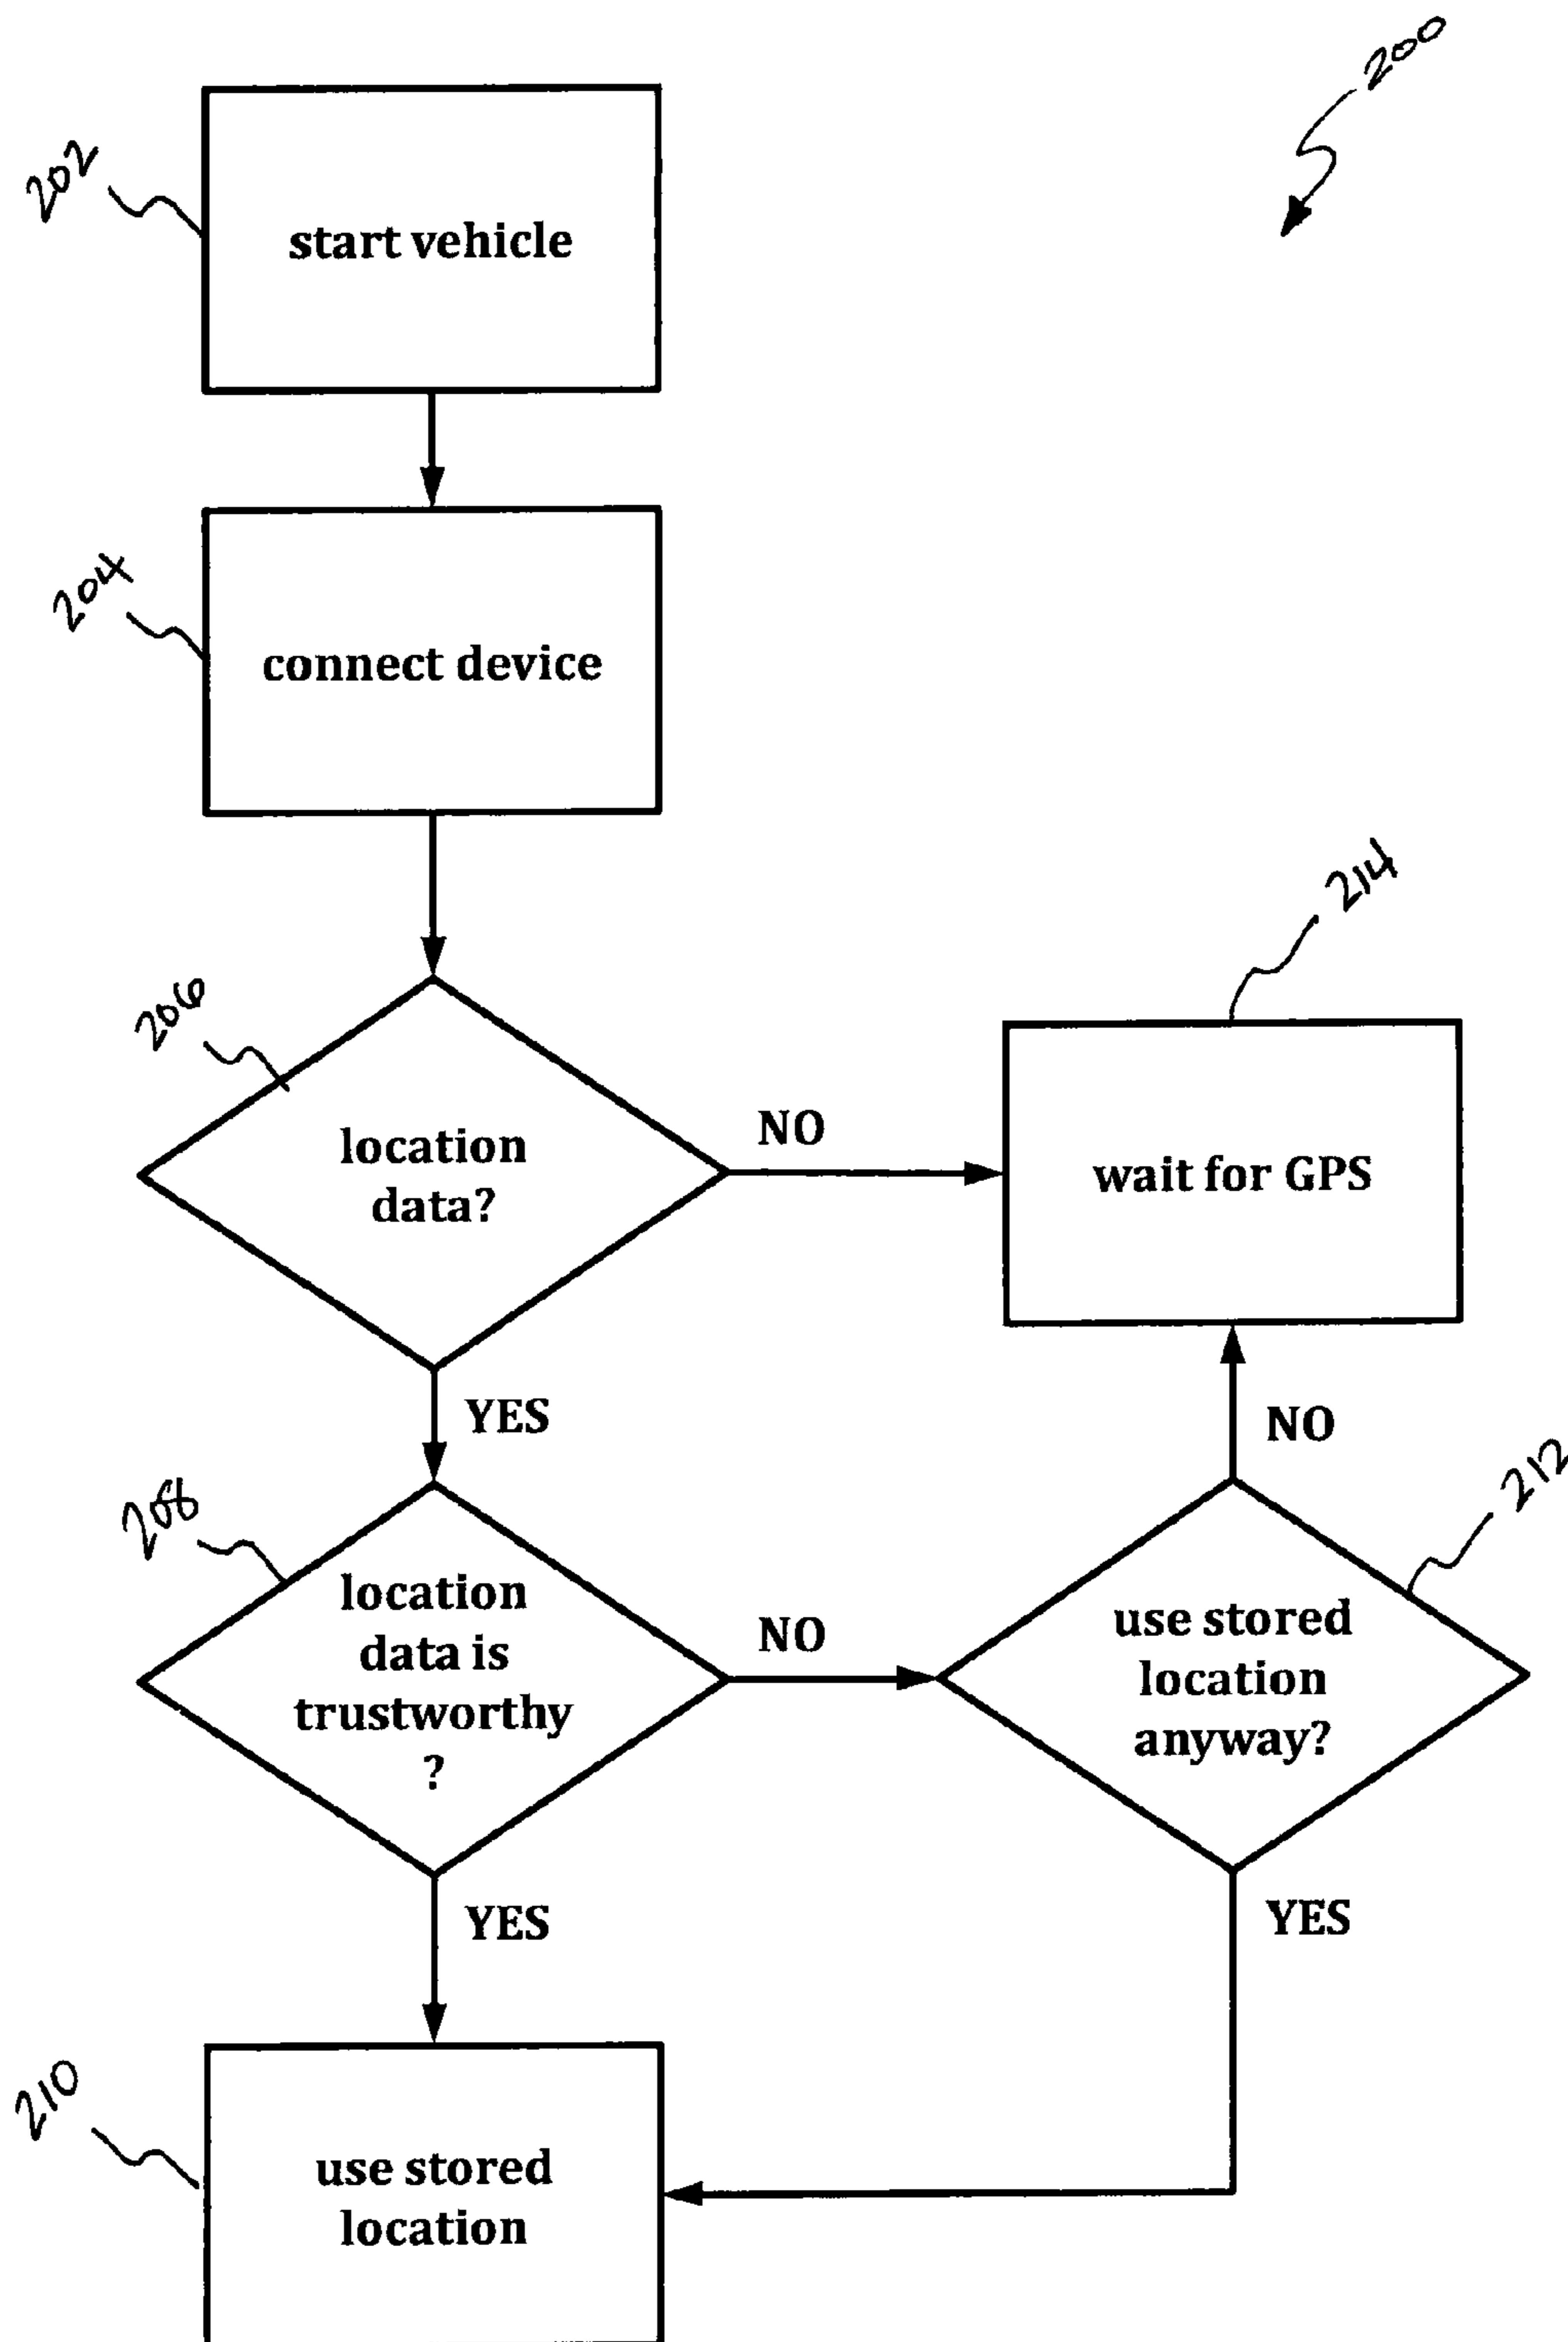 200
202
start vehicle
204
connect device
214
206
location
data?
NO
wait for GPS
YES
NO
212
208
location
data is
trustworthy
?
NO
use stored
location
anyway?
YES
YES
210
use stored
location